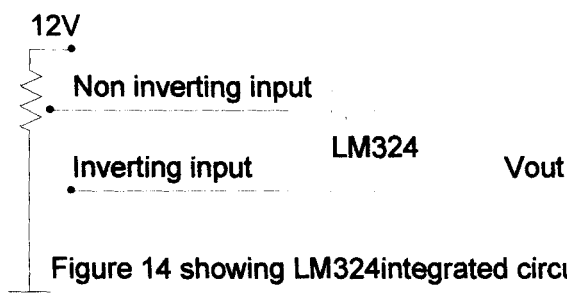 12V
Non inverting input
LM324
Inverting input
Vout
Figure 14 showing LM324integrated circu